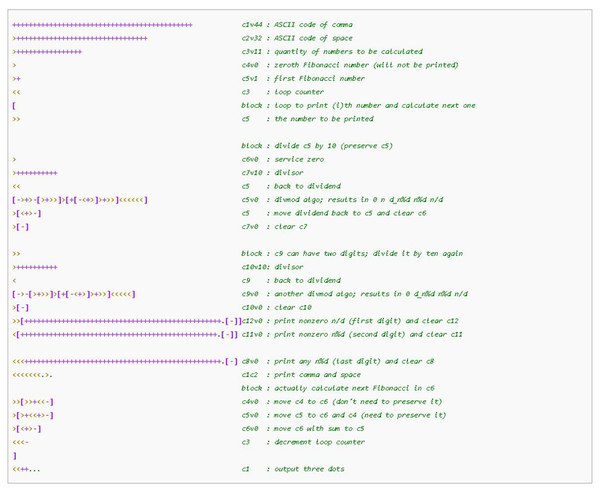 ++++++++++++++++++++++++++++++++++++++++++++ c1v44 : ASCII code of comma
>++++++++++++++++++++++++++++++++ c2v32 : ASCII code of space
>++++++++++++++++ c3v11 : quantity of numbers to be calculated
> c4v0 : zeroth Fibonacci number (will not be printed)
>+ c5v1 : first Fibonacci number
<< c3 : loop counter
[ block : loop to print (i)th number and calculate next one
>> c5 : the number to be printed
block : divide c5 by 10 (preserve c5)
> c6v0 : service zero
>++++++++++ c7v10 : divisor
<< c5 : back to dividend
[->+>-[>+>>]>[+[-<+>]>+>>]<<<<<<] c5v0 : divmod algo; results in 0 n d_n%d n%d n/d
>[<+>-] c5 : move dividend back to c5 and clear c6
>[-] c7v0 : clear c7
>> block : c9 can have two digits; divide it by ten again
>++++++++++ c10v10: divisor
< c9 : back to dividend
[->-[>+>>]>[+[-<+>]>+>>]<<<<<] c9v0 : another divmod algo; results in 0 d_n%d n%d n/d
>[-] c10v0 : clear c10
>>[++++++++++++++++++++++++++++++++++++++++++++++++.[-]]c12v0 : print nonzero n/d (first digit) and clear c12
<[++++++++++++++++++++++++++++++++++++++++++++++++.[-]] c11v0 : print nonzero n%d (second digit) and clear c11
<<<++++++++++++++++++++++++++++++++++++++++++++++++.[-] c8v0 : print any n%d (last digit) and clear c8
<<<<<<<.>. c1c2 : print comma and space
block : actually calculate next Fibonacci in c6
>>[>>+<<-] c4v0 : move c4 to c6 (don't need to preserve it)
>[>+<<+>-] c5v0 : move c5 to c6 and c4 (need to preserve it)
>[<+>-] c6v0 : move c6 with sum to c5
<<<- c3 : decrement loop counter
]
<<++... c1 : output three dots